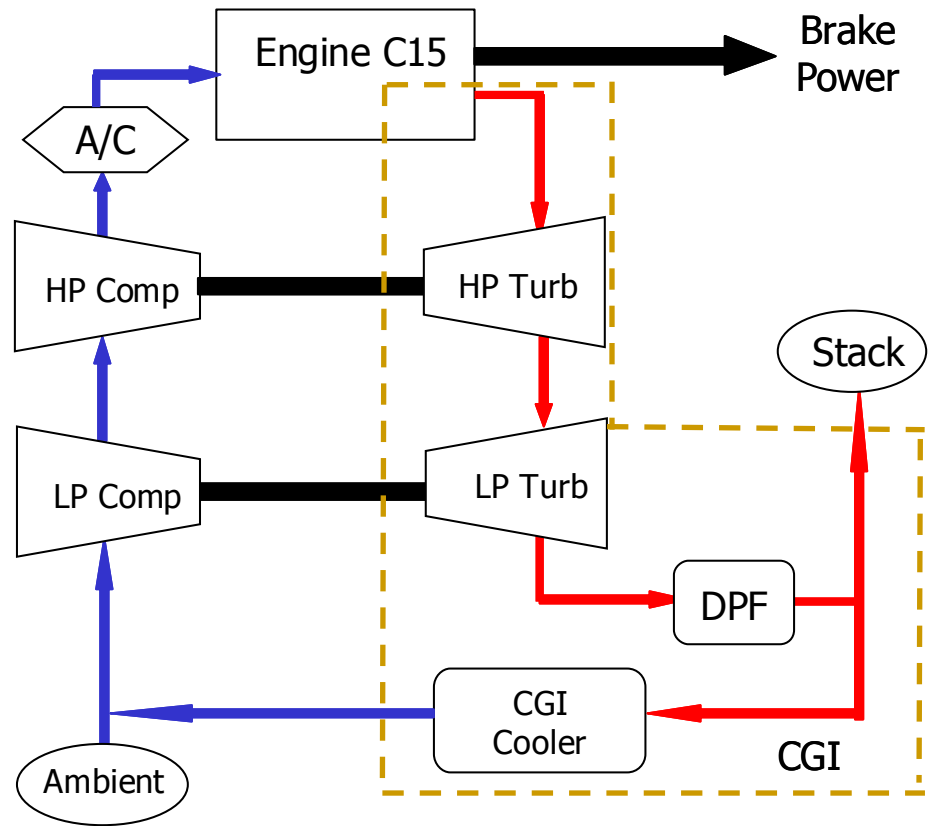 Engine C15
Brake
Power
A/C
HP Comp
HP Turb
Stack
LP Comp
LP Turb
DPF
CGI
Cooler
CGI
Ambient